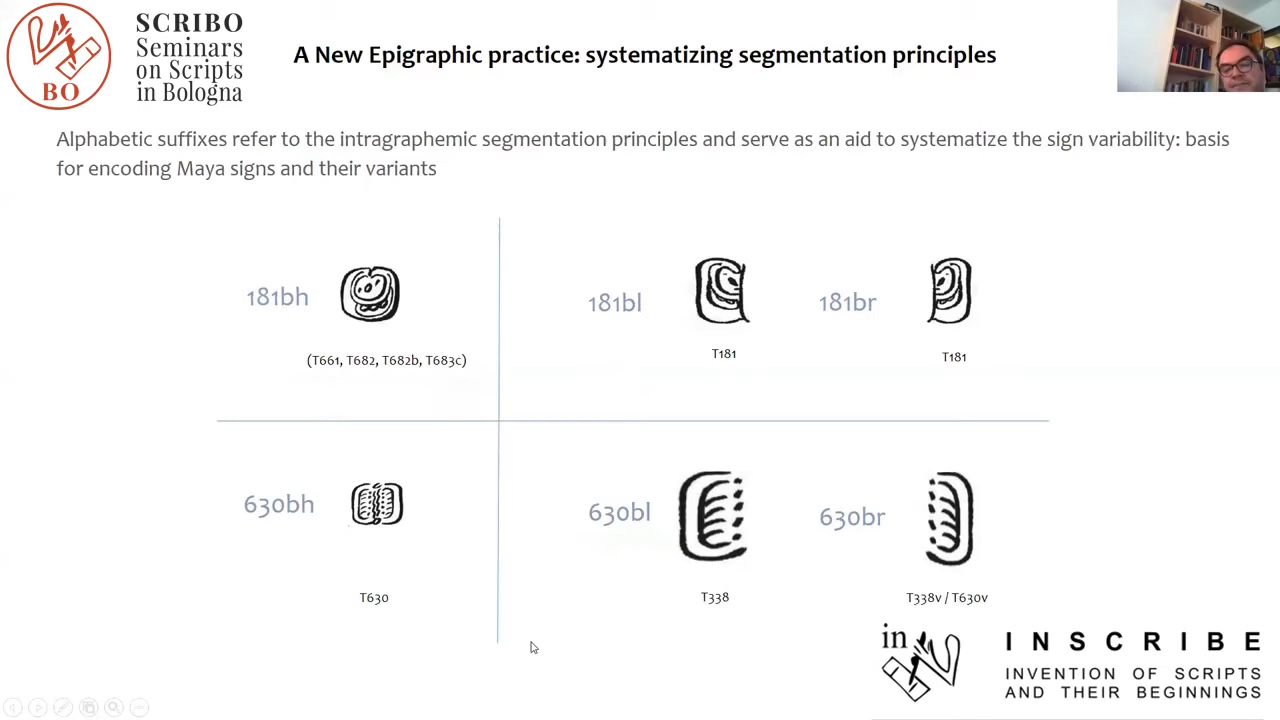 SCRIBO
Seminars
on Scripts
in Bologna
BO
A New Epigraphic practice: systematizing segmentation principles
Alphabetic suffixes refer to the intragraphemic segmentation principles and serve as an aid to systematize the sign variability: basis
for encoding Maya signs and their variants
181bh
(T661, T682, T682b, T683c)
181bl
T181
181br
T181
630bh
T630
630bl
T338
630br
T338v / T630v
in
INSCRIBE
INVENTION OF SCRIPTS
AND THEIR BEGINNINGS